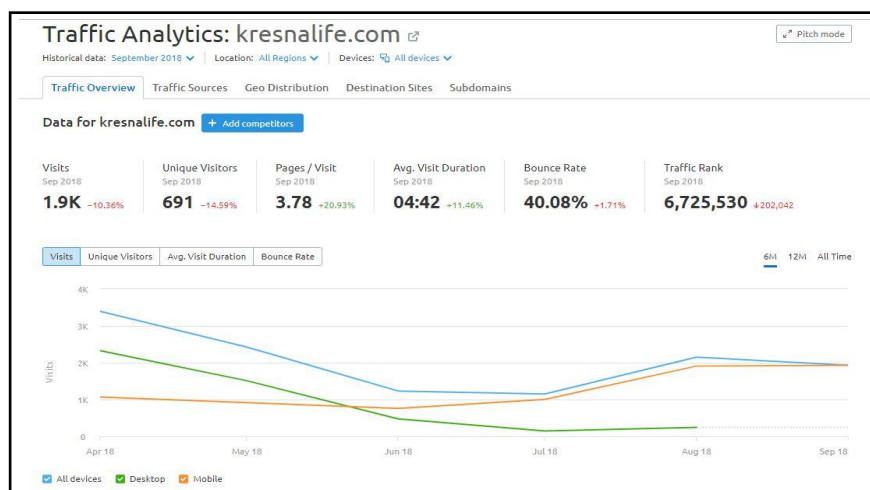 Traffic Analytics: kresnalife.com
Pitch mode
Historical data: September 2018 Location: All Regions Devices: All devices
Traffic Overview Traffic Sources Geo Distribution Destination Sites Subdomains
Data for kresnalife.com + Add competitors
Visits Unique Visitors Pages / Visit Avg. Visit Duration Bounce Rate Traffic Rank
Sep 2018 Sep 2018 Sep 2018 Sep 2018 Sep 2018 Sep 2018
1.9K -10.36% 691 -14.59% 3.78 +20.93% 04:42 +11.46% 40.08% +1.71% 6,725,530 ↓202,042
Visits Unique Visitors Avg. Visit Duration Bounce Rate 6M 12M All Time
4K
3K
2K
1K
0
Visits
Apr 18 May 18 Jun 18 Jul 18 Aug 18 Sep 18
All devices Desktop Mobile